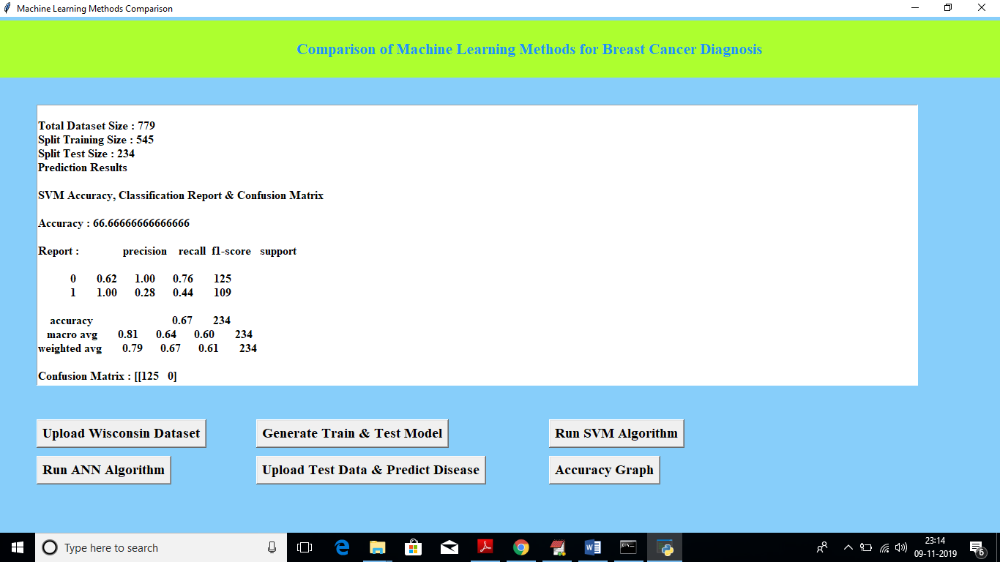 Machine Learning Methods Comparison
Comparison of Machine Learning Methods for Breast Cancer Diagnosis
Total Dataset Size : 779
Split Training Size : 545
Split Test Size : 234
Prediction Results
SVM Accuracy, Classification Report & Confusion Matrix
Accuracy : 66.66666666666666
Report : precision recall f1-score support
0 0.62 1.00 0.76 125
1 1.00 0.28 0.44 109
accuracy 0.67 234
macro avg 0.81 0.64 0.60 234
weighted avg 0.79 0.67 0.61 234
Confusion Matrix : [[125 0]
Upload Wisconsin Dataset Generate Train & Test Model Run SVM Algorithm
Run ANN Algorithm Upload Test Data & Predict Disease Accuracy Graph
Type here to search
23:14
09-11-2019
6